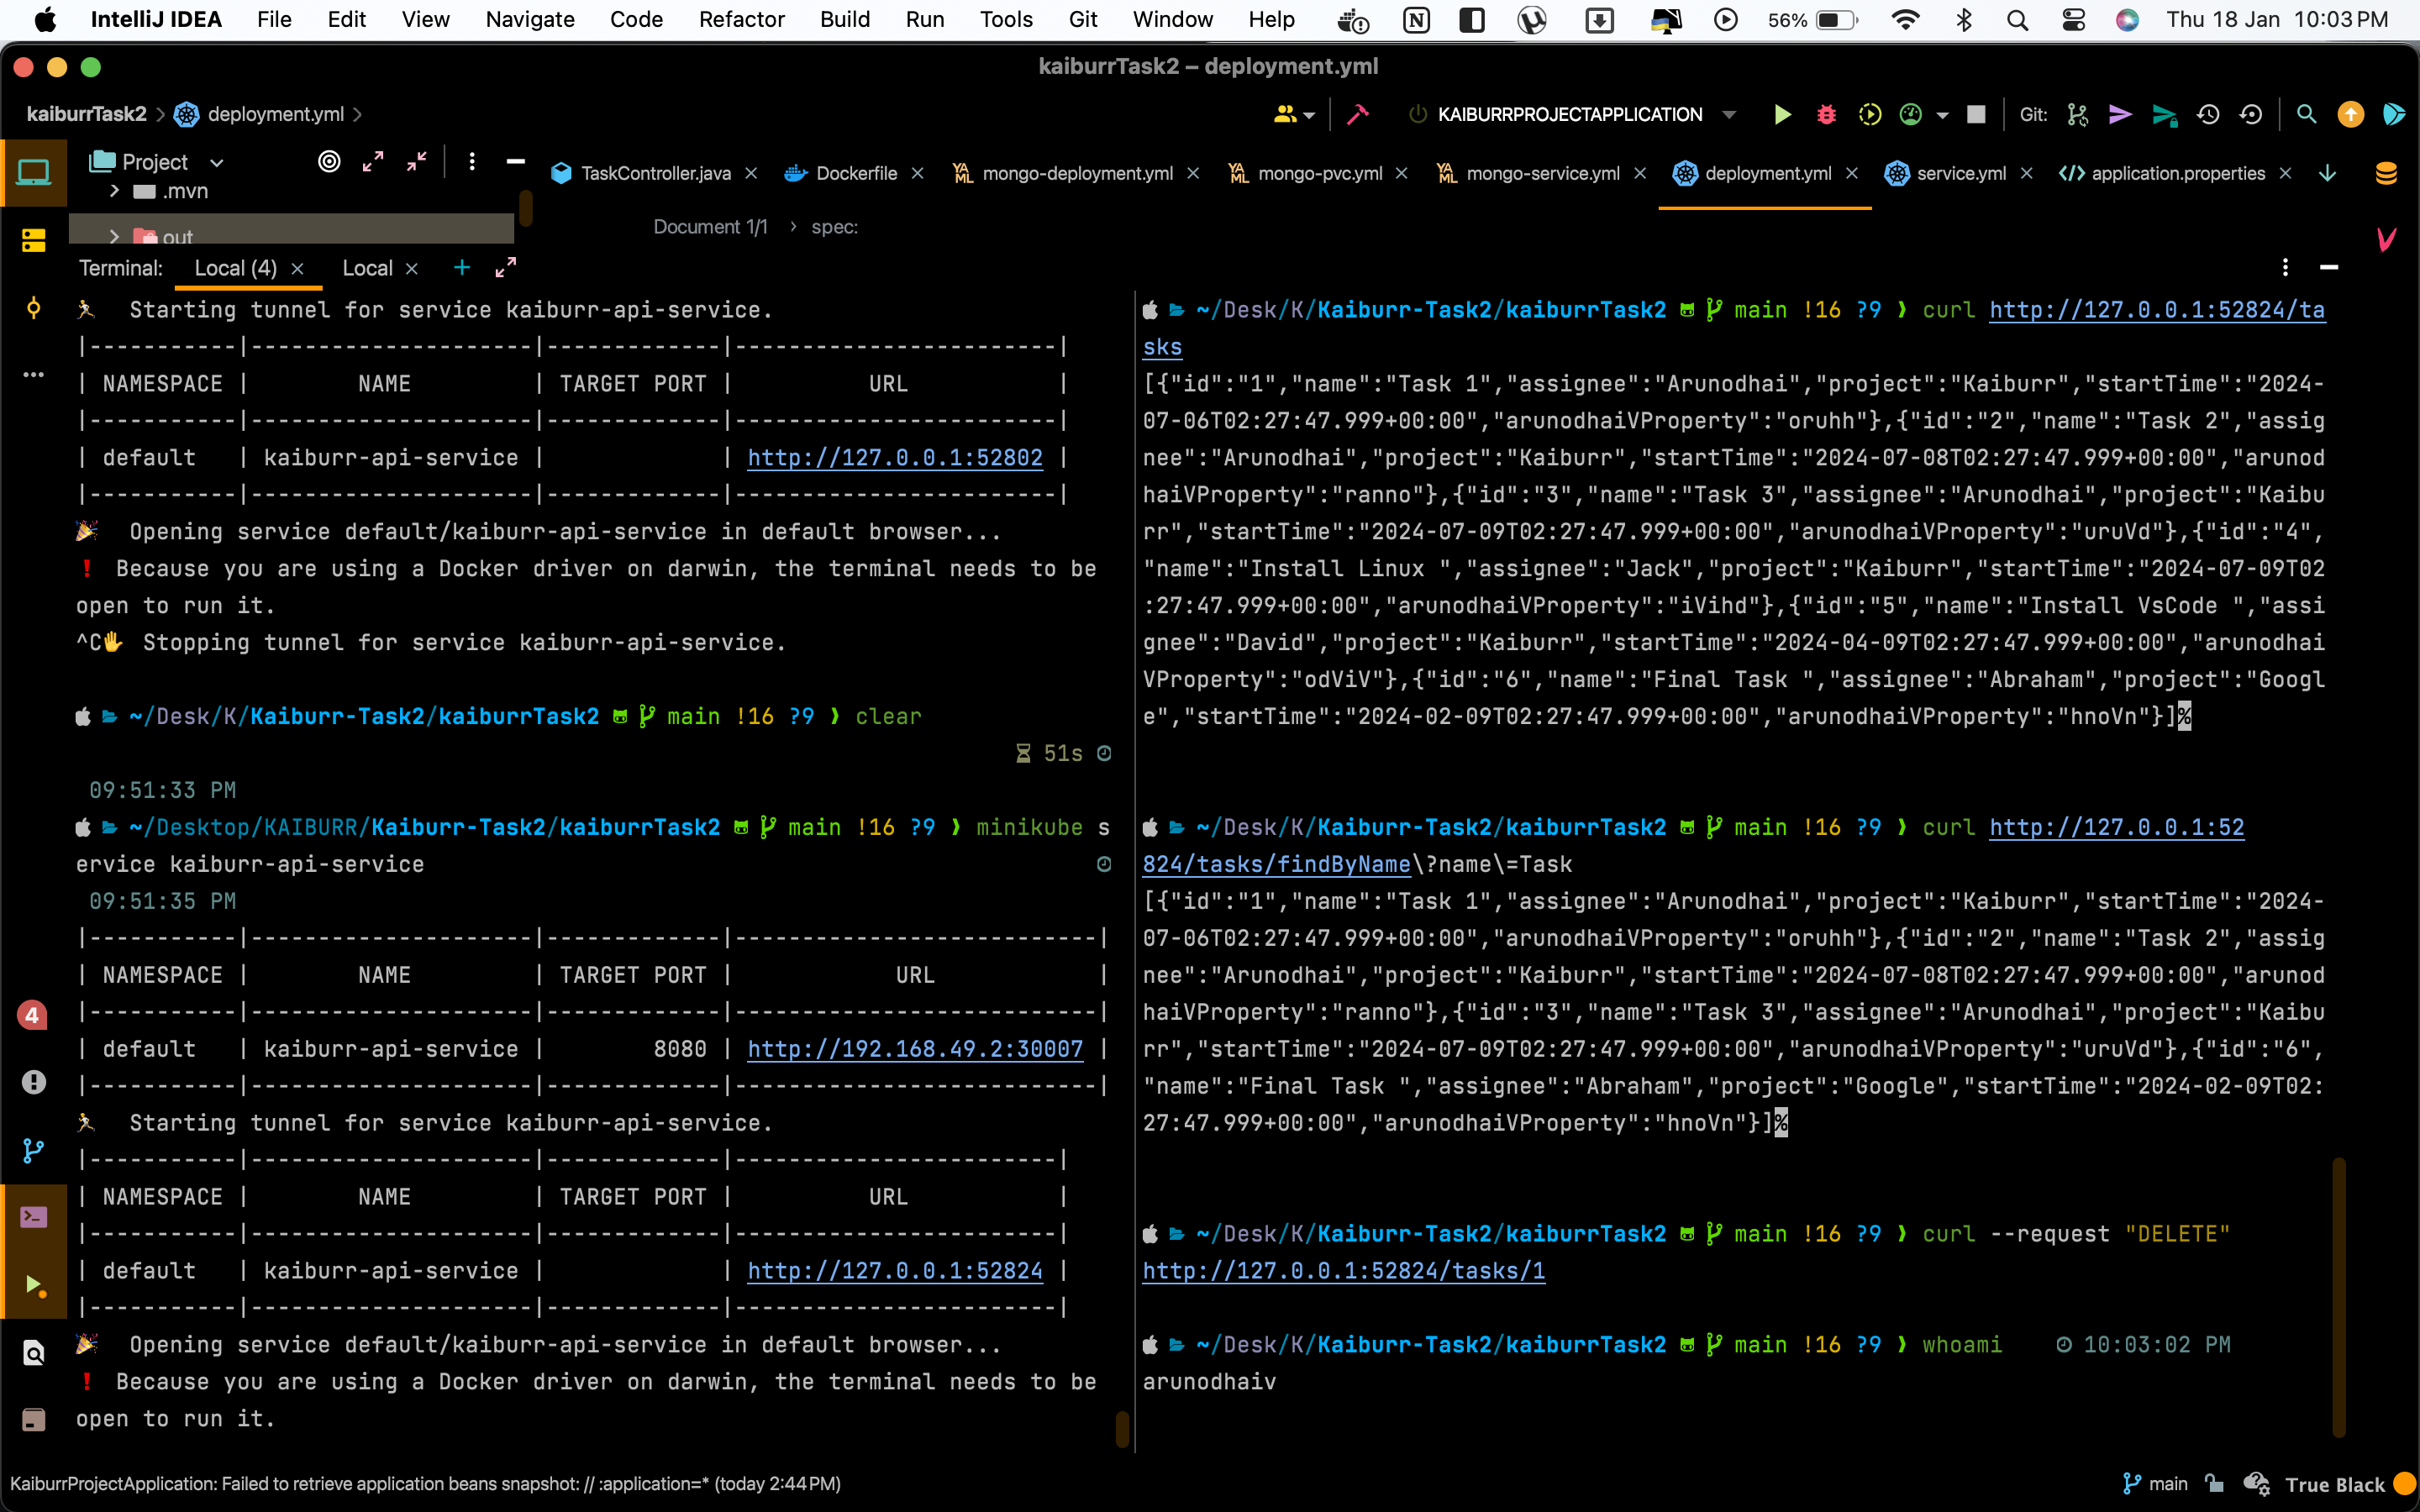 IntelliJ IDEA File Edit View Navigate Code Refactor Build Run Tools Git Window Help 56% Thu 18 Jan 10:03 PM
kaiburrTask2 – deployment.yml
kaiburrTask2 deployment.yml KAIBURRPROJECTAPPLICATION Git:
Project TaskController.java Dockerfile mongo-deployment.yml mongo-pvc.yml mongo-service.yml deployment.yml service.yml application.properties
.mvn
out
Document 1/1 › spec:
Terminal: Local (4) Local
🏃 Starting tunnel for service kaiburr-api-service.
|-----------|---------------------|-------------|------------------------|
| NAMESPACE | NAME | TARGET PORT | URL |
|-----------|---------------------|-------------|------------------------|
| default | kaiburr-api-service | | http://127.0.0.1:52802 |
|-----------|---------------------|-------------|------------------------|
🎉 Opening service default/kaiburr-api-service in default browser...
❗ Because you are using a Docker driver on darwin, the terminal needs to be
open to run it.
^C✋ Stopping tunnel for service kaiburr-api-service.
~/Desk/K/Kaiburr-Task2/kaiburrTask2 main !16 ?9 ❯ clear
51s
09:51:33 PM
~/Desktop/KAIBURR/Kaiburr-Task2/kaiburrTask2 main !16 ?9 ❯ minikube s
ervice kaiburr-api-service
09:51:35 PM
|-----------|---------------------|-------------|---------------------------|
| NAMESPACE | NAME | TARGET PORT | URL |
|-----------|---------------------|-------------|---------------------------|
| default | kaiburr-api-service | 8080 | http://192.168.49.2:30007 |
|-----------|---------------------|-------------|---------------------------|
🏃 Starting tunnel for service kaiburr-api-service.
|-----------|---------------------|-------------|------------------------|
| NAMESPACE | NAME | TARGET PORT | URL |
|-----------|---------------------|-------------|------------------------|
| default | kaiburr-api-service | | http://127.0.0.1:52824 |
|-----------|---------------------|-------------|------------------------|
🎉 Opening service default/kaiburr-api-service in default browser...
❗ Because you are using a Docker driver on darwin, the terminal needs to be
open to run it.
~/Desk/K/Kaiburr-Task2/kaiburrTask2 main !16 ?9 ❯ curl http://127.0.0.1:52824/ta
sks
[{"id":"1","name":"Task 1","assignee":"Arunodhai","project":"Kaiburr","startTime":"2024-
07-06T02:27:47.999+00:00","arunodhaiVProperty":"oruhh"},{"id":"2","name":"Task 2","assig
nee":"Arunodhai","project":"Kaiburr","startTime":"2024-07-08T02:27:47.999+00:00","arunod
haiVProperty":"ranno"},{"id":"3","name":"Task 3","assignee":"Arunodhai","project":"Kaibu
rr","startTime":"2024-07-09T02:27:47.999+00:00","arunodhaiVProperty":"uruVd"},{"id":"4",
"name":"Install Linux ","assignee":"Jack","project":"Kaiburr","startTime":"2024-07-09T02
:27:47.999+00:00","arunodhaiVProperty":"iVihd"},{"id":"5","name":"Install VsCode ","assi
gnee":"David","project":"Kaiburr","startTime":"2024-04-09T02:27:47.999+00:00","arunodhai
VProperty":"odViV"},{"id":"6","name":"Final Task ","assignee":"Abraham","project":"Googl
e","startTime":"2024-02-09T02:27:47.999+00:00","arunodhaiVProperty":"hnoVn"}]%
~/Desk/K/Kaiburr-Task2/kaiburrTask2 main !16 ?9 ❯ curl http://127.0.0.1:52
824/tasks/findByName\?name\=Task
[{"id":"1","name":"Task 1","assignee":"Arunodhai","project":"Kaiburr","startTime":"2024-
07-06T02:27:47.999+00:00","arunodhaiVProperty":"oruhh"},{"id":"2","name":"Task 2","assig
nee":"Arunodhai","project":"Kaiburr","startTime":"2024-07-08T02:27:47.999+00:00","arunod
haiVProperty":"ranno"},{"id":"3","name":"Task 3","assignee":"Arunodhai","project":"Kaibu
rr","startTime":"2024-07-09T02:27:47.999+00:00","arunodhaiVProperty":"uruVd"},{"id":"6",
"name":"Final Task ","assignee":"Abraham","project":"Google","startTime":"2024-02-09T02:
27:47.999+00:00","arunodhaiVProperty":"hnoVn"}]%
~/Desk/K/Kaiburr-Task2/kaiburrTask2 main !16 ?9 ❯ curl --request "DELETE"
http://127.0.0.1:52824/tasks/1
~/Desk/K/Kaiburr-Task2/kaiburrTask2 main !16 ?9 ❯ whoami 10:03:02 PM
arunodhaiv
4
KaiburrProjectApplication: Failed to retrieve application beans snapshot: // :application=* (today 2:44 PM) main True Black